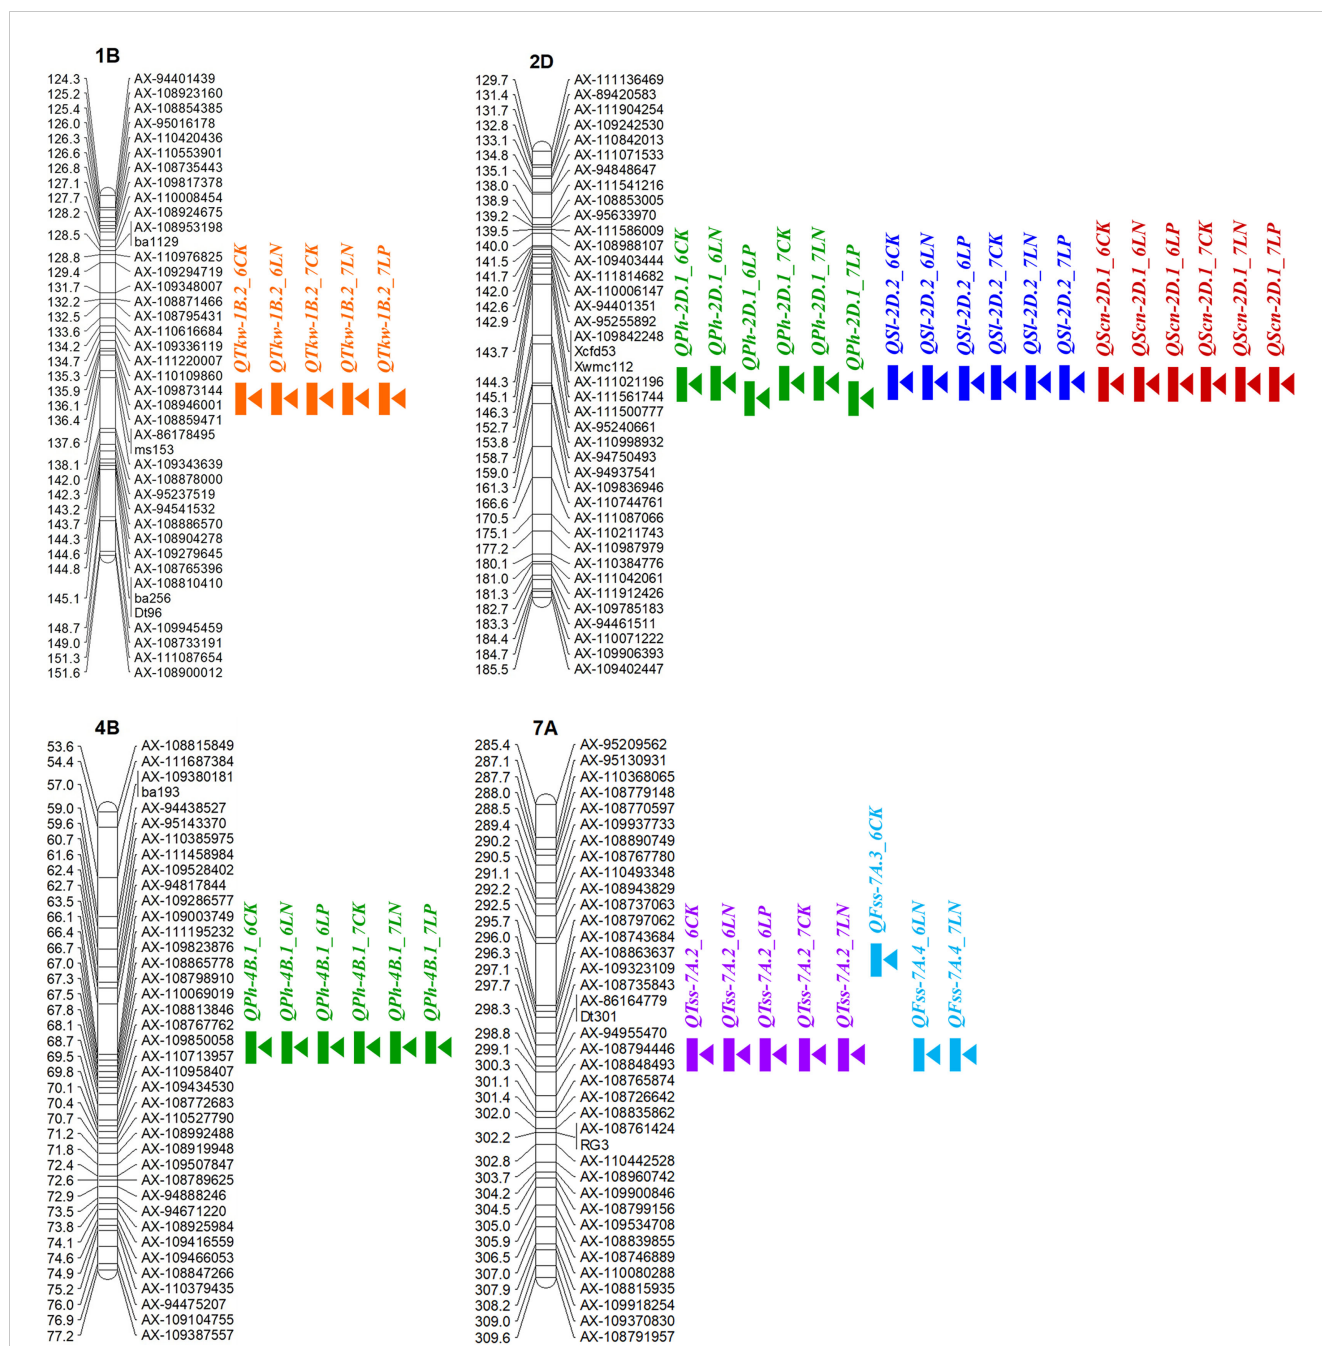 1B
124.3 AX-94401439
125.2 AX-108923160
125.4 AX-108854385
126.0 AX-95016178
126.3 AX-110420436
126.6 AX-110553901
126.8 AX-108735443
127.1 AX-109817378
127.7 AX-110008454
128.2 AX-108924675
AX-108953198
128.5
ba1129
128.8 AX-110976825
129.4 AX-109294719
131.7 AX-109348007
132.2 AX-108871466
132.5 AX-108795431
133.6 AX-110616684
134.2 AX-109336119
134.7 AX-111220007
135.3 AX-110109860
135.9 AX-109873144
136.1 AX-108946001
136.4 AX-108859471
AX-86178495
137.6
ms153
138.1 AX-109343639
142.0 AX-108878000
142.3 AX-95237519
143.2 AX-94541532
143.7 AX-108886570
144.3 AX-108904278
144.6 AX-109279645
144.8 AX-108765396
AX-108810410
145.1 ba256
Dt96
148.7 AX-109945459
149.0 AX-108733191
151.3 AX-111087654
151.6 AX-108900012
QTkw-1B.2_6CK
QTkw-1B.2_6LN
QTkw-1B.2_7CK
QTkw-1B.2_7LN
QTkw-1B.2_7LP
2D
129.7 AX-111136469
131.4 AX-89420583
131.7 AX-111904254
132.8 AX-109242530
133.1 AX-110842013
134.8 AX-111071533
135.1 AX-94848647
138.0 AX-111541216
138.9 AX-108853005
139.2 AX-95633970
139.5 AX-111586009
140.0 AX-108988107
141.5 AX-109403444
141.7 AX-111814682
142.0 AX-110006147
142.6 AX-94401351
142.9 AX-95255892
AX-109842248
143.7 Xcfd53
Xwmc112
144.3 AX-111021196
145.1 AX-111561744
146.3 AX-111500777
152.7 AX-95240661
153.8 AX-110998932
158.7 AX-94750493
159.0 AX-94937541
161.3 AX-109836946
166.6 AX-110744761
170.5 AX-111087066
175.1 AX-110211743
177.2 AX-110987979
180.1 AX-110384776
181.0 AX-111042061
181.3 AX-111912426
182.7 AX-109785183
183.3 AX-94461511
184.4 AX-110071222
184.7 AX-109906393
185.5 AX-109402447
QPh-2D.1_6CK
QPh-2D.1_6LN
QPh-2D.1_6LP
QPh-2D.1_7CK
QPh-2D.1_7LN
QPh-2D.1_7LP
QSl-2D.2_6CK
QSl-2D.2_6LN
QSl-2D.2_6LP
QSl-2D.2_7CK
QSl-2D.2_7LN
QSl-2D.2_7LP
QScn-2D.1_6CK
QScn-2D.1_6LN
QScn-2D.1_6LP
QScn-2D.1_7CK
QScn-2D.1_7LN
QScn-2D.1_7LP
4B
53.6 AX-108815849
54.4 AX-111687384
AX-109380181
57.0
ba193
59.0 AX-94438527
59.6 AX-95143370
60.7 AX-110385975
61.6 AX-111458984
62.4 AX-109528402
62.7 AX-94817844
63.5 AX-109286577
66.1 AX-109003749
66.4 AX-111195232
66.7 AX-109823876
67.0 AX-108865778
67.3 AX-108798910
67.5 AX-110069019
67.8 AX-108813846
68.1 AX-108767762
68.7 AX-109850058
69.5 AX-110713957
69.8 AX-110958407
70.1 AX-109434530
70.4 AX-108772683
70.7 AX-110527790
71.2 AX-108992488
71.8 AX-108919948
72.4 AX-109507847
72.6 AX-108789625
72.9 AX-94888246
73.5 AX-94671220
73.8 AX-108925984
74.1 AX-109416559
74.6 AX-109466053
74.9 AX-108847266
75.2 AX-110379435
76.0 AX-94475207
76.9 AX-109104755
77.2 AX-109387557
QPh-4B.1_6CK
QPh-4B.1_6LN
QPh-4B.1_6LP
QPh-4B.1_7CK
QPh-4B.1_7LN
QPh-4B.1_7LP
7A
285.4 AX-95209562
287.1 AX-95130931
287.7 AX-110368065
288.0 AX-108779148
288.5 AX-108770597
289.4 AX-109937733
290.2 AX-108890749
290.5 AX-108767780
291.1 AX-110493348
292.2 AX-108943829
292.5 AX-108737063
295.7 AX-108797062
296.0 AX-108743684
296.3 AX-108863637
297.1 AX-109323109
297.7 AX-108735843
AX-86164779
298.3
Dt301
298.8 AX-94955470
299.1 AX-108794446
300.3 AX-108848493
301.1 AX-108765874
301.4 AX-108726642
302.0 AX-108835862
AX-108761424
302.2
RG3
302.8 AX-110442528
303.7 AX-108960742
304.2 AX-109900846
304.5 AX-108799156
305.0 AX-109534708
305.9 AX-108839855
306.5 AX-108746889
307.0 AX-110080288
307.9 AX-108815935
308.2 AX-109918254
309.0 AX-109370830
309.6 AX-108791957
QTss-7A.2_6CK
QTss-7A.2_6LN
QTss-7A.2_6LP
QTss-7A.2_7CK
QTss-7A.2_7LN
QFss-7A.3_6CK
QFss-7A.4_6LN
QFss-7A.4_7LN